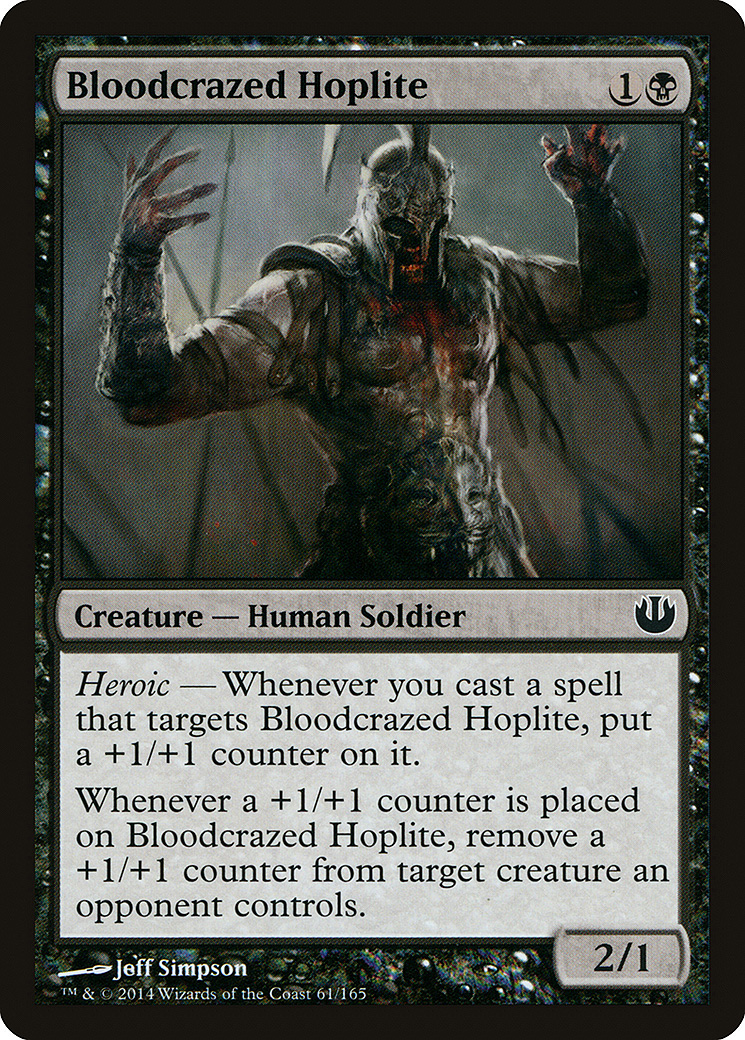 Bloodcrazed Hoplite 1
Creature — Human Soldier
Heroic — Whenever you cast a spell
that targets Bloodcrazed Hoplite, put
a +1/+1 counter on it.
Whenever a +1/+1 counter is placed
on Bloodcrazed Hoplite, remove a
+1/+1 counter from target creature an
opponent controls.
2/1
Jeff Simpson
™ & © 2014 Wizards of the Coast 61/165